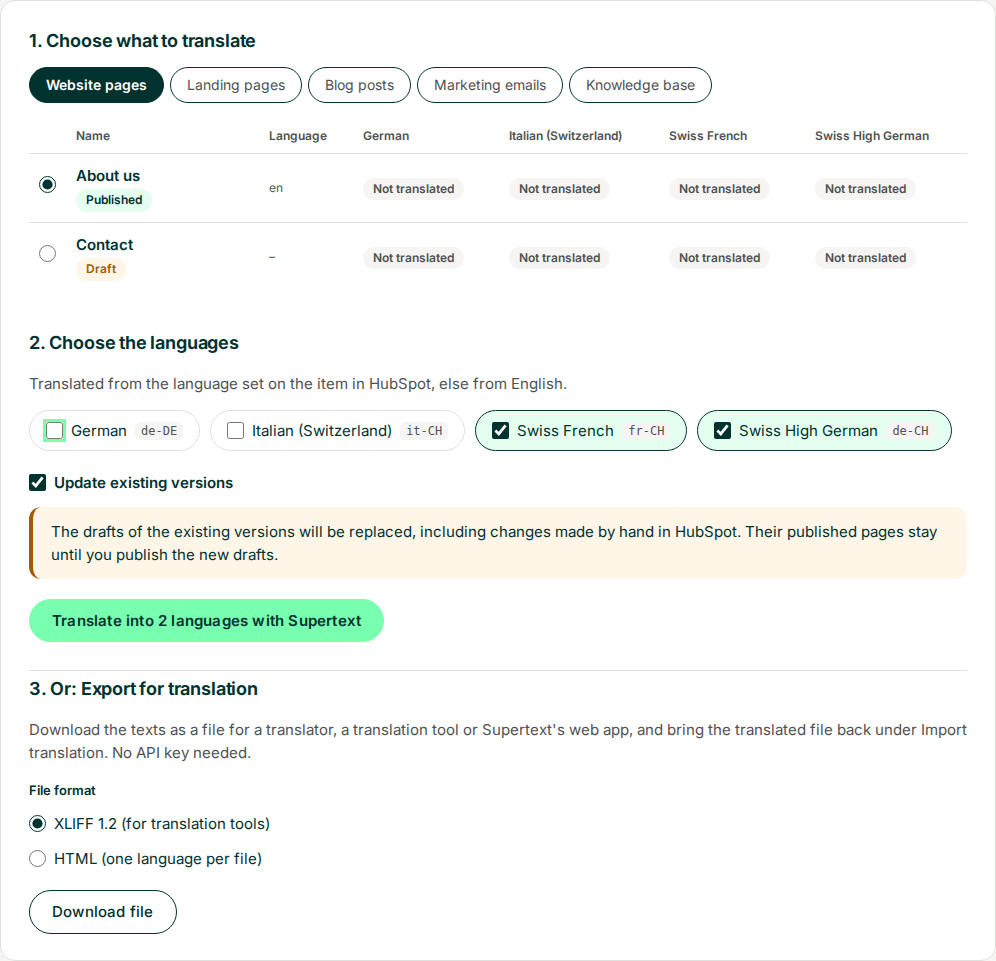 1. Choose what to translate
Website pages
Landing pages
Blog posts
Marketing emails
Knowledge base
Name Language German Italian (Switzerland) Swiss French Swiss High German
About us
Published
en Not translated Not translated Not translated Not translated
Contact
Draft
– Not translated Not translated Not translated Not translated
2. Choose the languages
Translated from the language set on the item in HubSpot, else from English.
German de-DE
Italian (Switzerland) it-CH
Swiss French fr-CH
Swiss High German de-CH
Update existing versions
The drafts of the existing versions will be replaced, including changes made by hand in HubSpot. Their published pages stay
until you publish the new drafts.
Translate into 2 languages with Supertext
3. Or: Export for translation
Download the texts as a file for a translator, a translation tool or Supertext's web app, and bring the translated file back under Import
translation. No API key needed.
File format
XLIFF 1.2 (for translation tools)
HTML (one language per file)
Download file